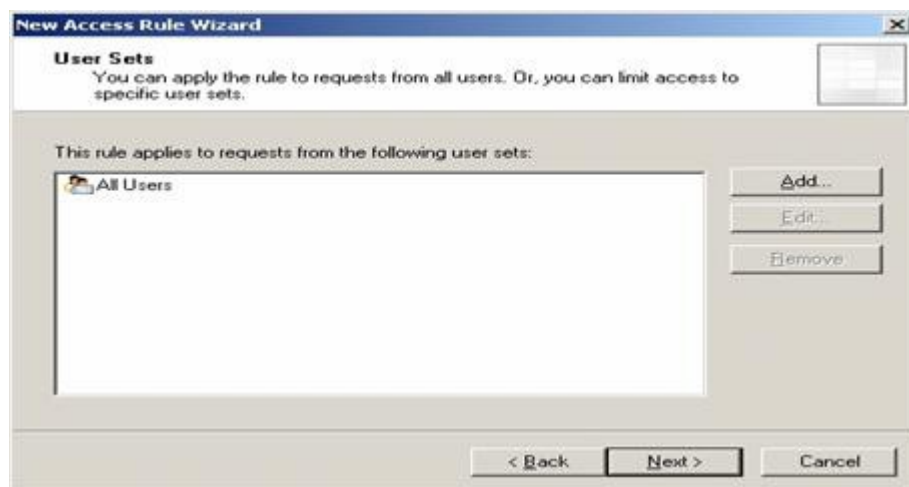 New Access Rule Wizard
User Sets
You can apply the rule to requests from all users. Or, you can limit access to
specific user sets.
This rule applies to requests from the following user sets:
All Users
Add...
Edit...
Remove
< Back
Next >
Cancel